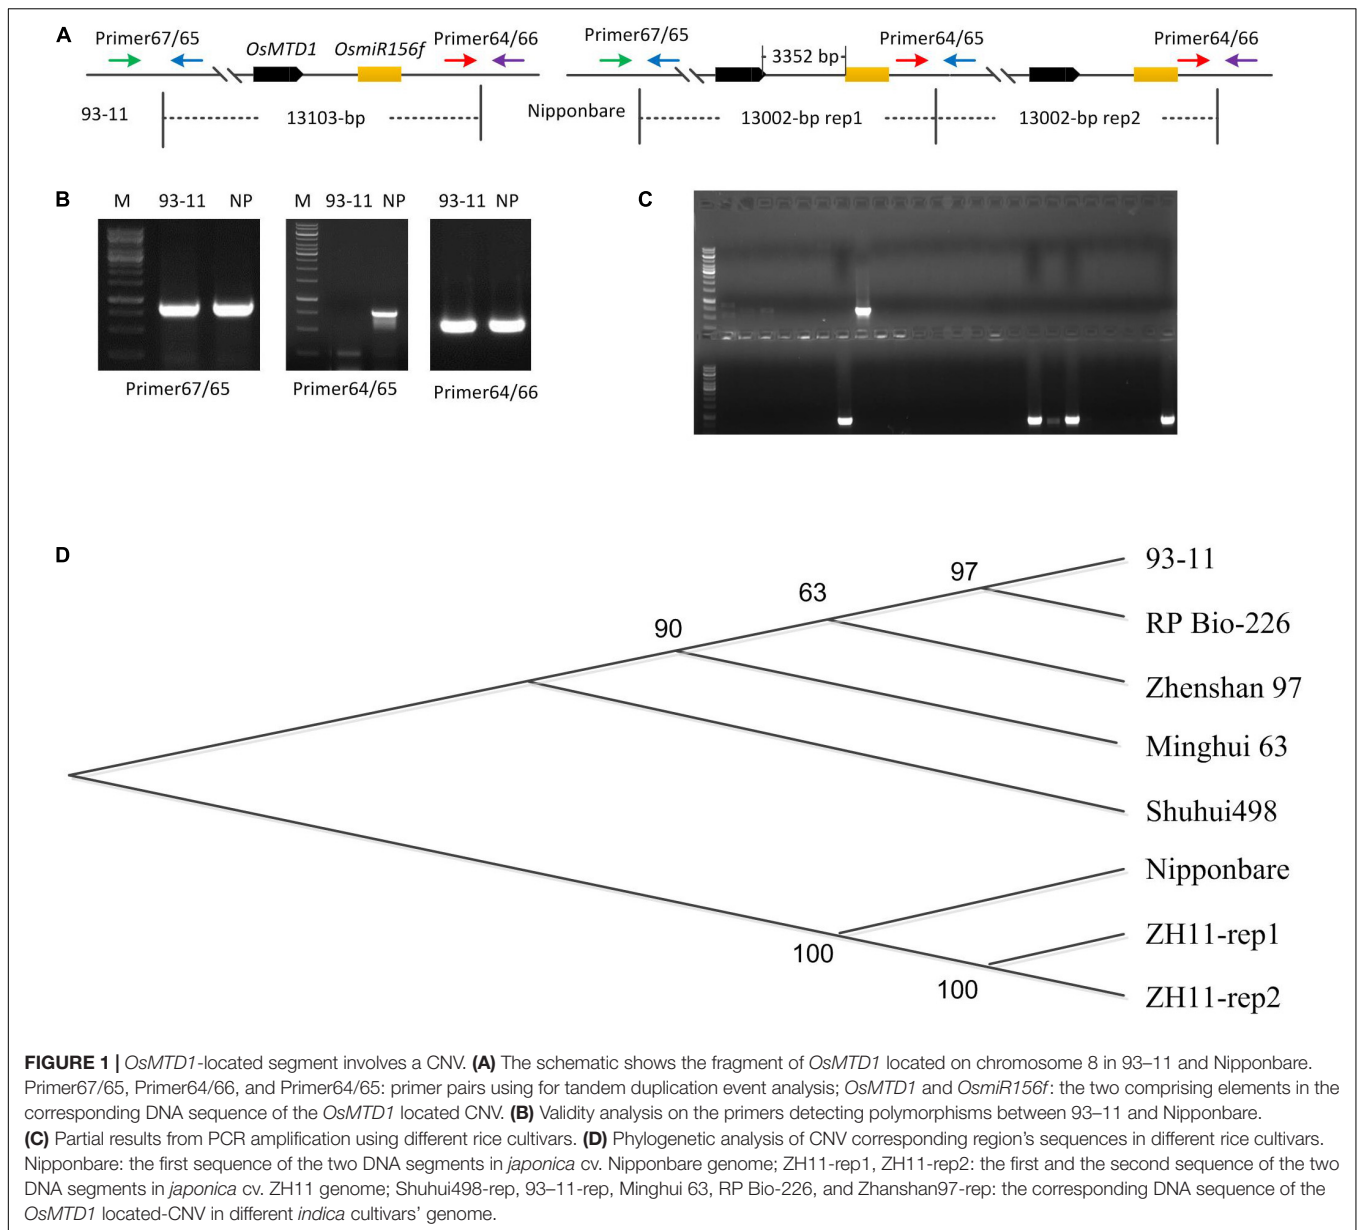 A
Primer67/65
OsMTD1
OsmiR156f
Primer64/66
Primer67/65
3352 bp
Primer64/65
Primer64/66
93-11
13103-bp
Nipponbare
13002-bp rep1
13002-bp rep2
B
M 93-11 NP
M 93-11 NP
93-11 NP
Primer67/65
Primer64/65
Primer64/66
C
D
97
63
90
100
100
93-11
RP Bio-226
Zhenshan 97
Minghui 63
Shuhui498
Nipponbare
ZH11-rep1
ZH11-rep2
FIGURE 1 | OsMTD1-located segment involves a CNV. (A) The schematic shows the fragment of OsMTD1 located on chromosome 8 in 93–11 and Nipponbare.
Primer67/65, Primer64/66, and Primer64/65: primer pairs using for tandem duplication event analysis; OsMTD1 and OsmiR156f: the two comprising elements in the
corresponding DNA sequence of the OsMTD1 located CNV. (B) Validity analysis on the primers detecting polymorphisms between 93–11 and Nipponbare.
(C) Partial results from PCR amplification using different rice cultivars. (D) Phylogenetic analysis of CNV corresponding region's sequences in different rice cultivars.
Nipponbare: the first sequence of the two DNA segments in japonica cv. Nipponbare genome; ZH11-rep1, ZH11-rep2: the first and the second sequence of the two
DNA segments in japonica cv. ZH11 genome; Shuhui498-rep, 93–11-rep, Minghui 63, RP Bio-226, and Zhanshan97-rep: the corresponding DNA sequence of the
OsMTD1 located-CNV in different indica cultivars' genome.